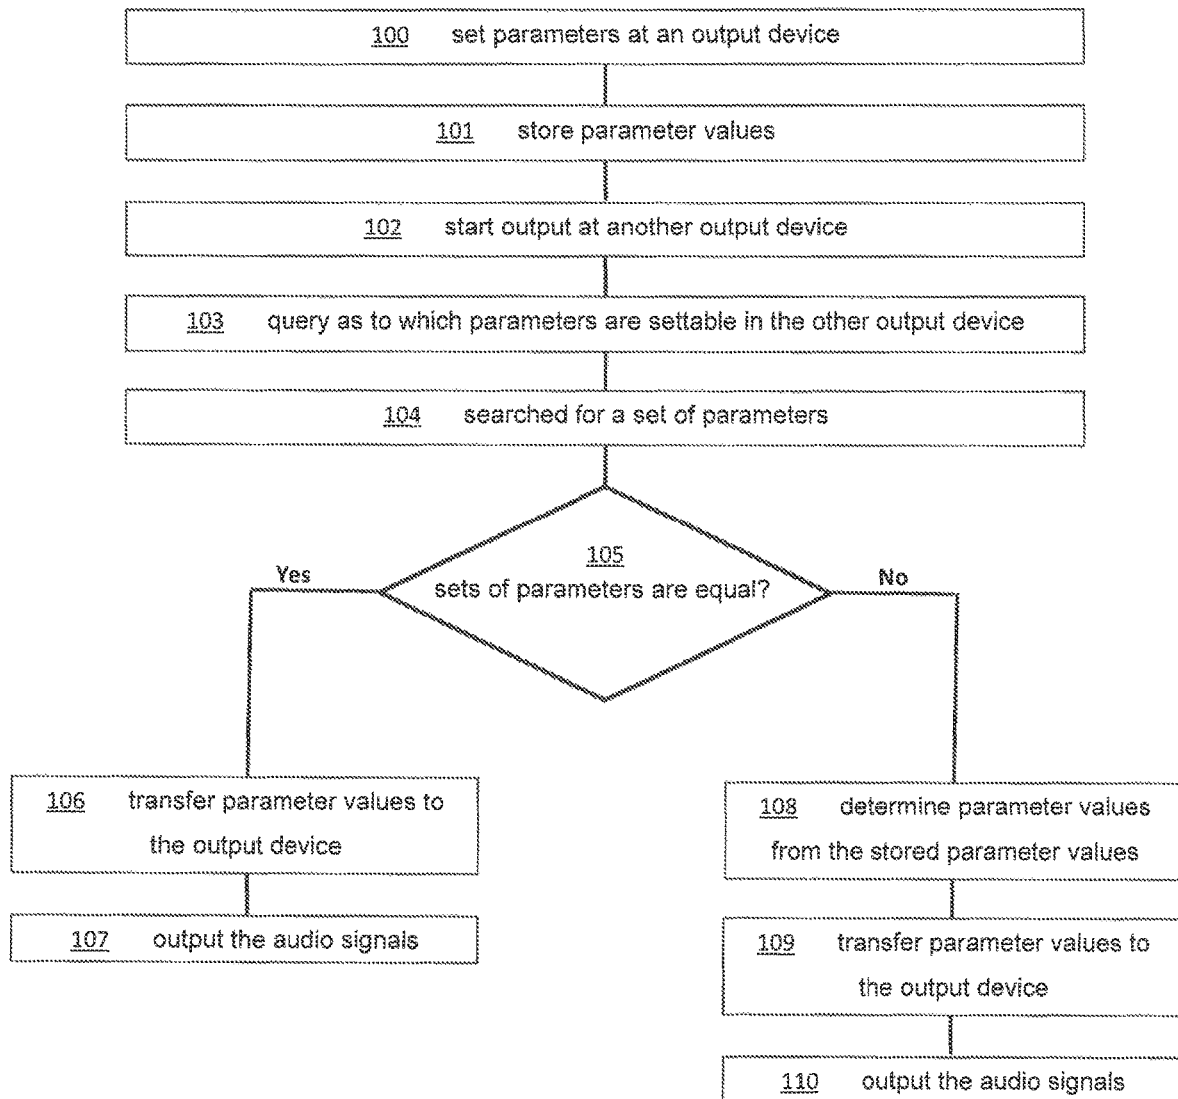 100 set parameters at an output device
101 store parameter values
102 start output at another output device
103 query as to which parameters are settable in the other output device
104 searched for a set of parameters
105
sets of parameters are equal?
Yes
No
106 transfer parameter values to
the output device
107 output the audio signals
108 determine parameter values
from the stored parameter values
109 transfer parameter values to
the output device
110 output the audio signals